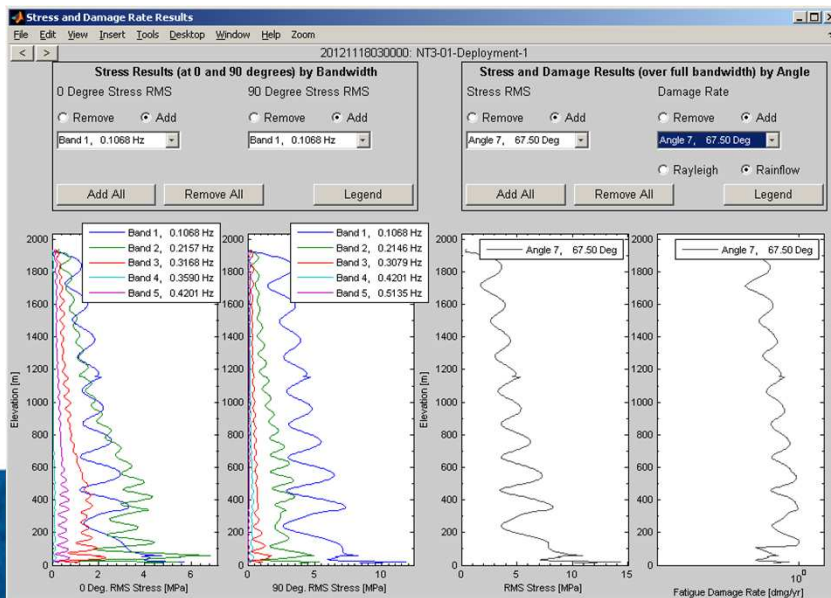 Stress and Damage Rate Results
File Edit View Insert Tools Desktop Window Help Zoom
< > 20121118030000: NT3-01-Deployment-1
Stress Results (at 0 and 90 degrees) by Bandwidth
0 Degree Stress RMS 90 Degree Stress RMS
Remove Add Remove Add
Band 1, 0.1068 Hz Band 1, 0.1068 Hz
Add All Remove All Legend
Stress and Damage Results (over full bandwidth) by Angle
Stress RMS Damage Rate
Remove Add Remove Add
Angle 7, 67.50 Deg Angle 7, 67.50 Deg
Rayleigh Rainflow
Add All Remove All Legend
Band 1, 0.1068 Hz
Band 2, 0.2157 Hz
Band 3, 0.3168 Hz
Band 4, 0.3590 Hz
Band 5, 0.4201 Hz
2000
1800
1600
1400
1200
1000
800
600
400
200
0
Elevation [m]
0 2 4 6
0 Deg. RMS Stress [MPa]
Band 1, 0.1068 Hz
Band 2, 0.2146 Hz
Band 3, 0.3079 Hz
Band 4, 0.4201 Hz
Band 5, 0.5135 Hz
2000
1800
1600
1400
1200
1000
800
600
400
200
0
0 5 10
90 Deg. RMS Stress [MPa]
Angle 7, 67.50 Deg
2000
1800
1600
1400
1200
1000
800
600
400
200
0
Elevation [m]
0 5 10 15
RMS Stress [MPa]
Angle 7, 67.50 Deg
2000
1800
1600
1400
1200
1000
800
600
400
200
0
10⁰
Fatigue Damage Rate [dmg/yr]